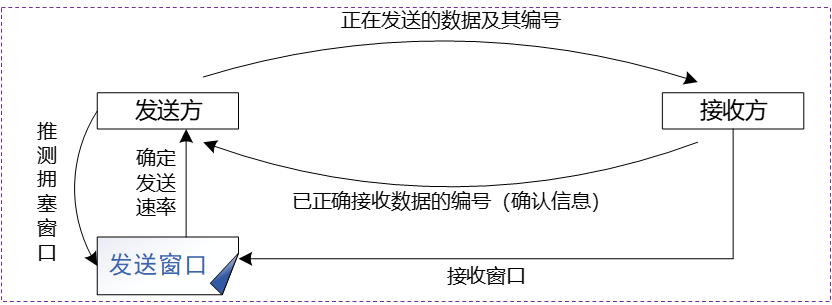 正在发送的数据及其编号
发送方
接收方
推测拥塞窗口
确定
发送
速率
已正确接收数据的编号（确认信息）
发送窗口
接收窗口